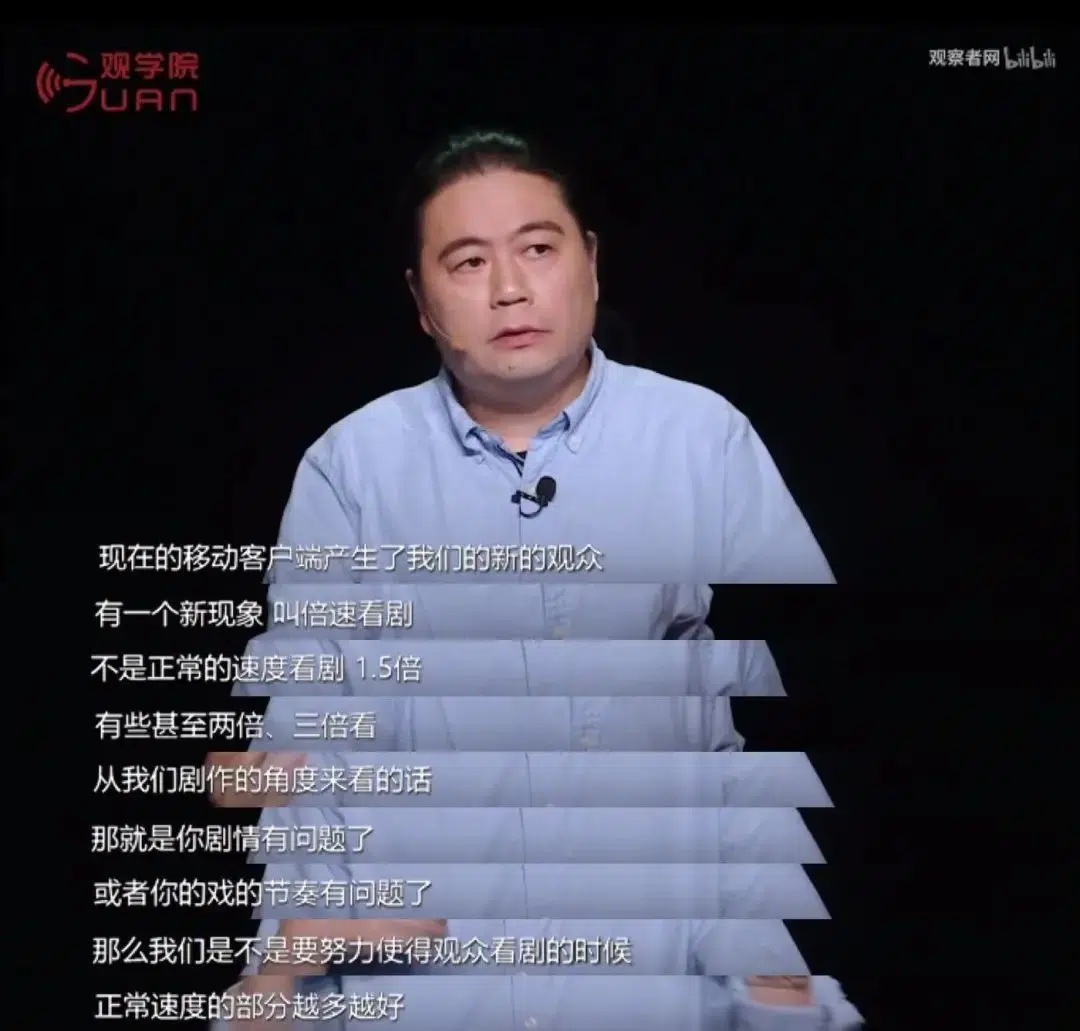 观学院
GUAN
观察者网 bilibili
现在的移动客户端产生了我们的新的观众
有一个新现象 叫倍速看剧
不是正常的速度看剧 1.5倍
有些甚至两倍、三倍看
从我们剧作的角度来看的话
那就是你剧情有问题了
或者你的戏的节奏有问题了
那么我们是不是要努力使得观众看剧的时候
正常速度的部分越多越好